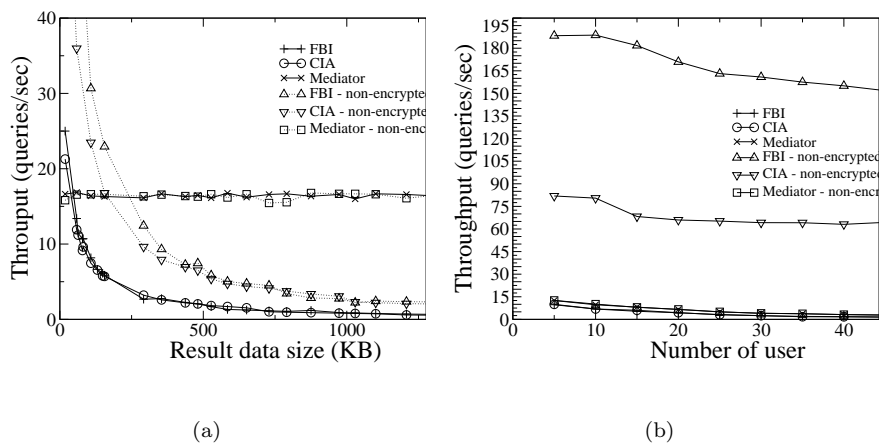 40
30
20
10
0
0
500
1000
Throuput (queries/sec)
Result data size (KB)
FBI
CIA
Mediator
FBI - non-encrypted
CIA - non-encrypted
Mediator - non-enc
(a)
195
180
165
150
135
120
105
90
75
60
45
30
15
0
0
10
20
30
40
Throughput (queries/sec)
Number of user
FBI
CIA
Mediator
FBI - non-encrypted
CIA - non-encrypted
Mediator - non-encr
(b)